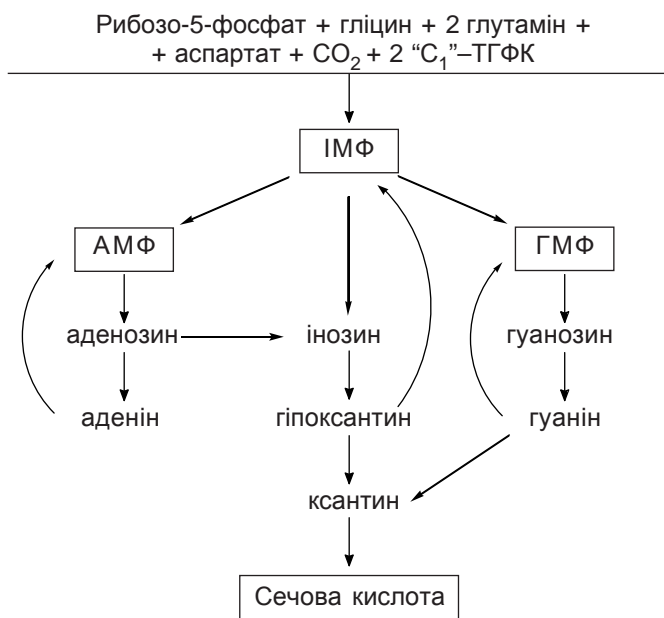 Рибозо-5-фосфат + гліцин + 2 глутамін +
+ аспартат + CO₂ + 2 “C₁”–ТГФК
ІМФ
АМФ
ГМФ
аденозин
інозин
гуанозин
аденін
гіпоксантин
гуанін
ксантин
Сечова кислота